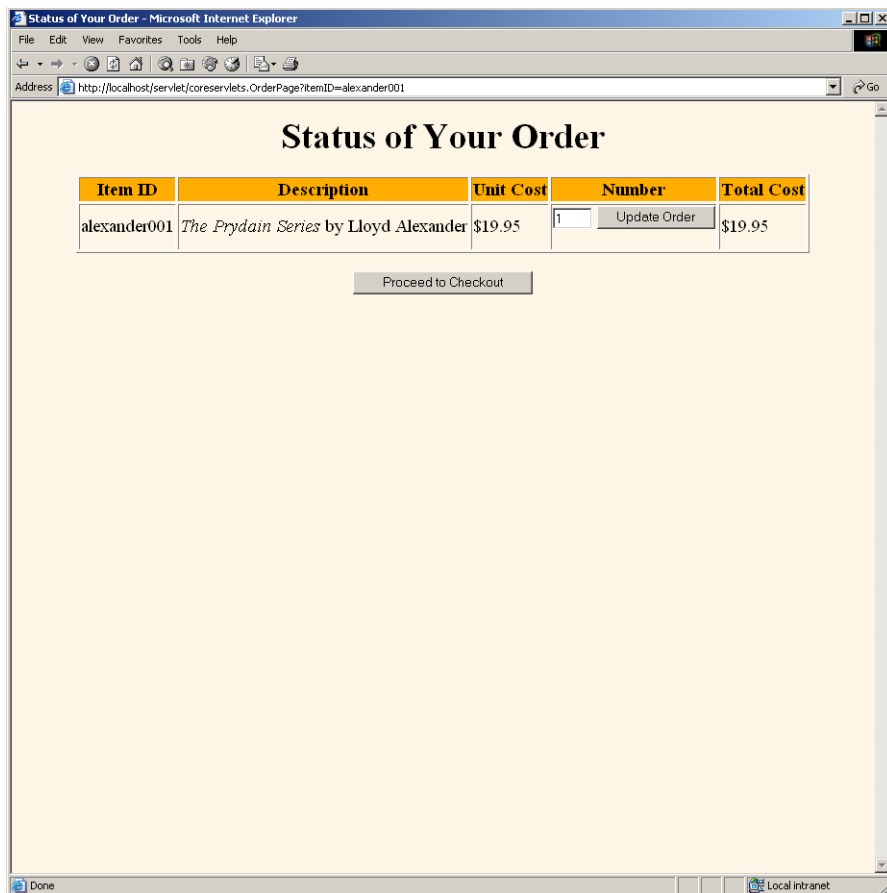 Status of Your Order - Microsoft Internet Explorer
File Edit View Favorites Tools Help
Address http://localhost/servlet/coreservlets.OrderPage?itemID=alexander001 Go
Status of Your Order
Item ID Description Unit Cost Number Total Cost
alexander001 The Prydain Series by Lloyd Alexander $19.95 1 Update Order $19.95
Proceed to Checkout
Done Local intranet